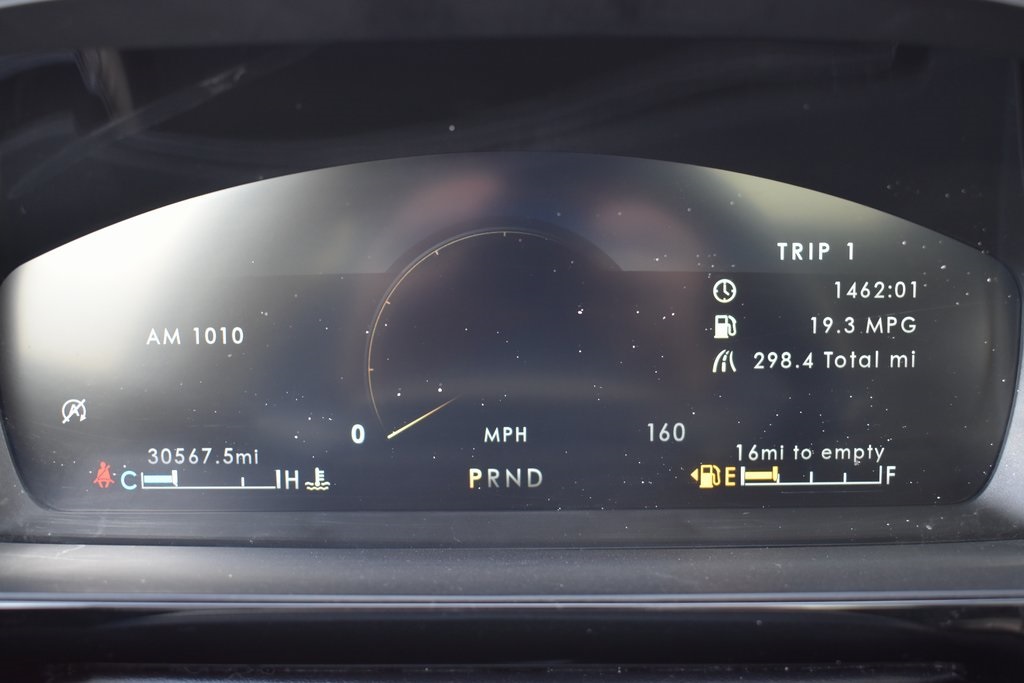 TRIP 1
1462:01
19.3 MPG
298.4 Total mi
AM 1010
0 MPH 160
30567.5mi
16mi to empty
C H
PRND
E F